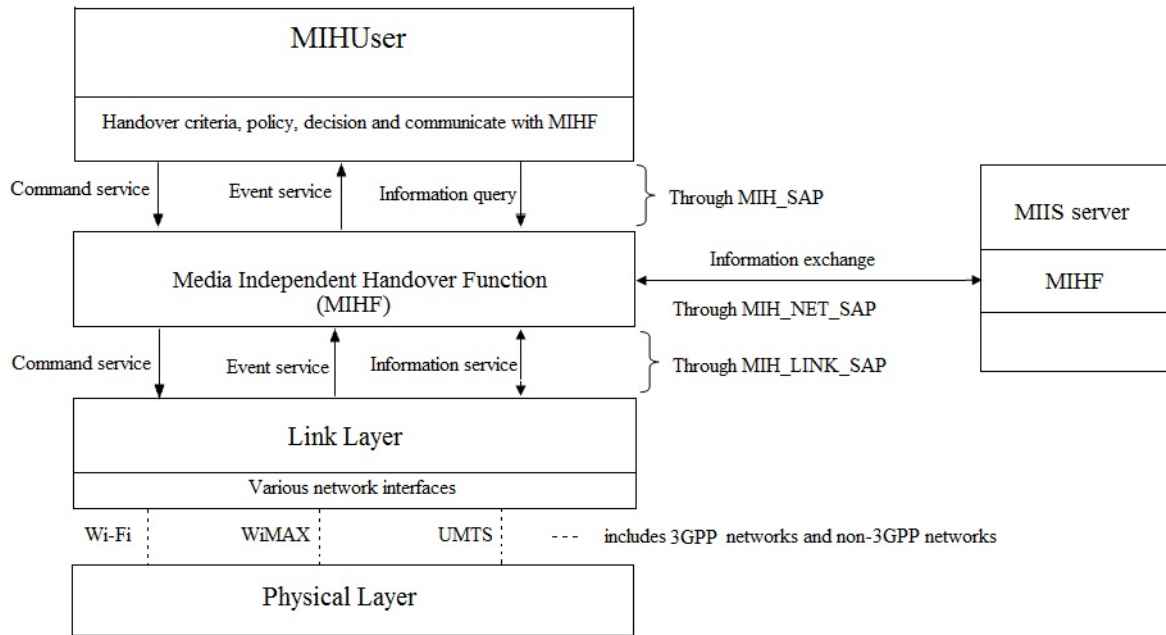 MIHUser
Handover criteria, policy, decision and communicate with MIHF
Command service
Event service
Information query
Through MIH_SAP
MIIS server
Media Independent Handover Function
(MIHF)
Information exchange
MIHF
Through MIH_NET_SAP
Command service
Event service
Information service
Through MIH_LINK_SAP
Link Layer
Various network interfaces
Wi-Fi
WiMAX
UMTS
--- includes 3GPP networks and non-3GPP networks
Physical Layer